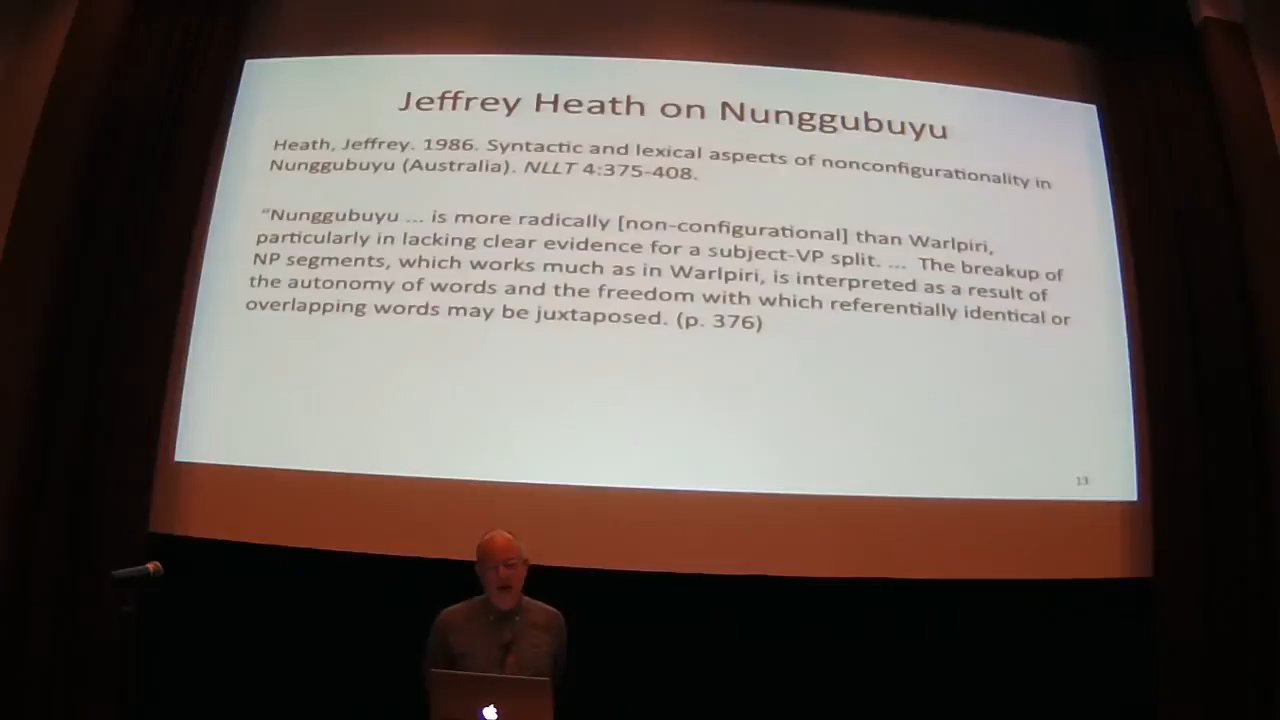 Jeffrey Heath on Nunggubuyu
Heath, Jeffrey. 1986. Syntactic and lexical aspects of nonconfigurationality in
Nunggubuyu (Australia). NLLT 4:375-408.
“Nunggubuyu ... is more radically [non-configurational] than Warlpiri,
particularly in lacking clear evidence for a subject-VP split. ... The breakup of
NP segments, which works much as in Warlpiri, is interpreted as a result of
the autonomy of words and the freedom with which referentially identical or
overlapping words may be juxtaposed. (p. 376)
13